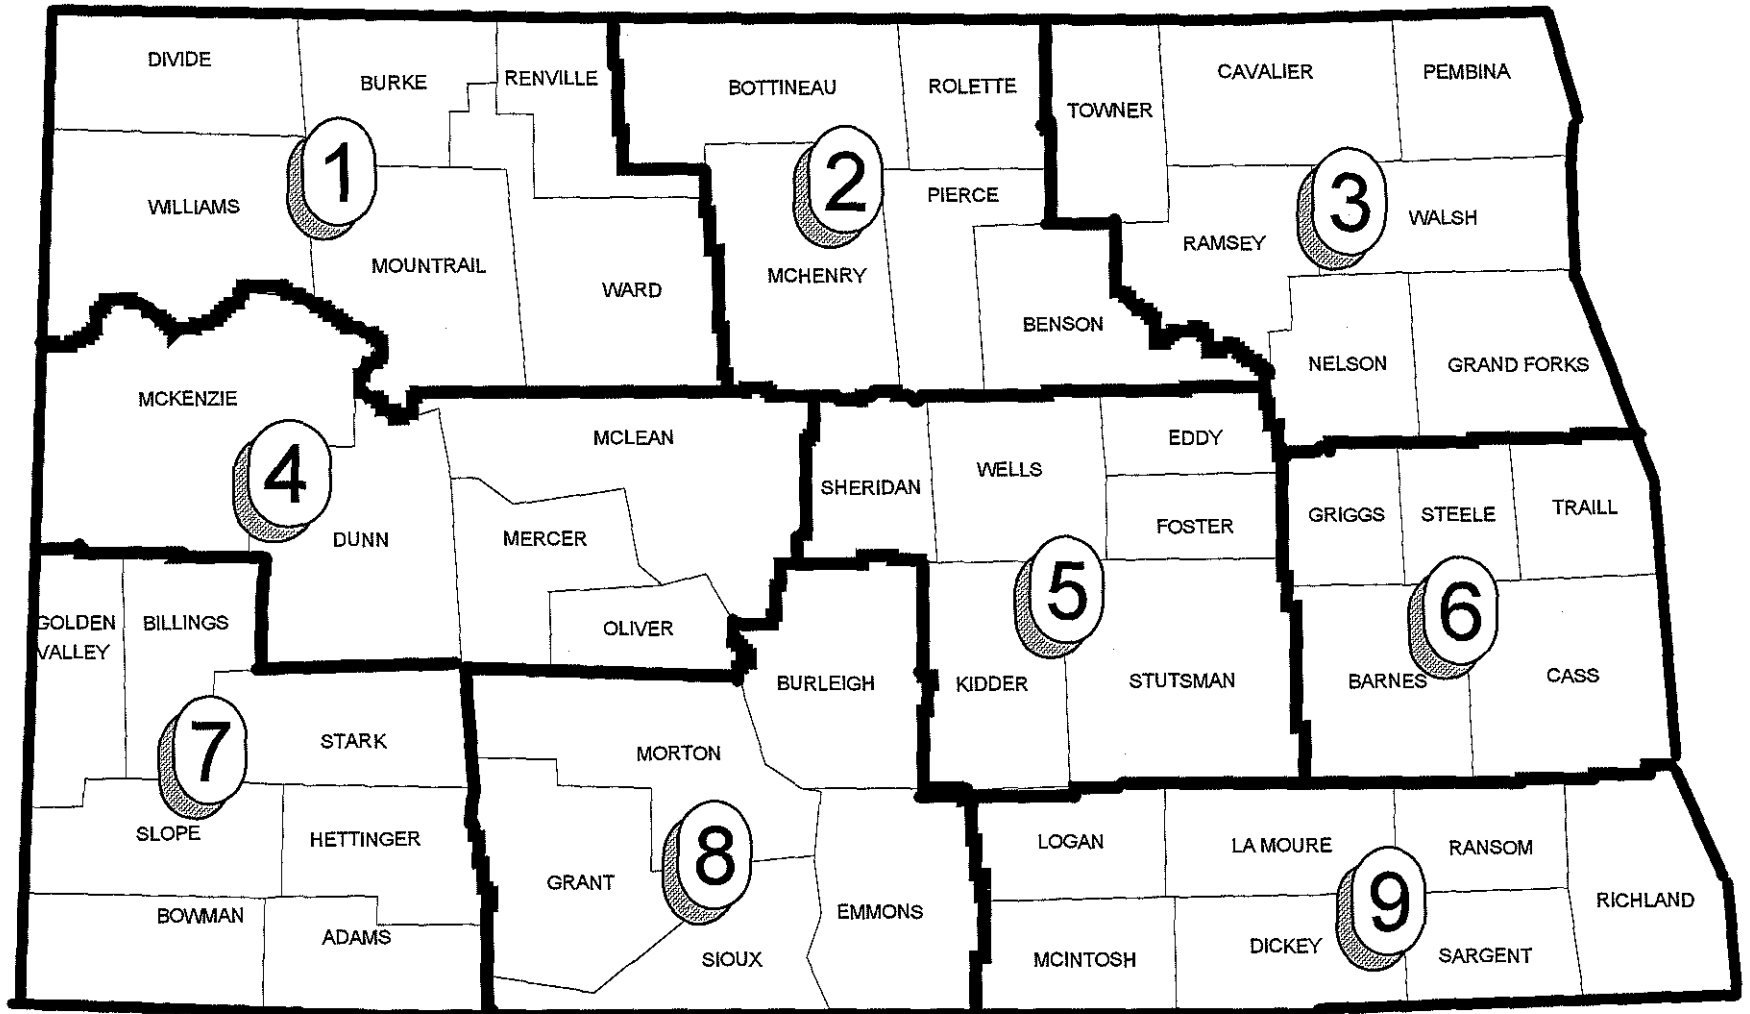 DIVIDE
BURKE
RENVILLE
BOTTINEAU
ROLETTE
TOWNER
CAVALIER
PEMBINA
WILLIAMS
1
MOUNTRAIL
WARD
2
MCHENRY
PIERCE
BENSON
3
RAMSEY
WALSH
NELSON
GRAND FORKS
MCKENZIE
4
DUNN
MCLEAN
MERCER
OLIVER
SHERIDAN
WELLS
EDDY
FOSTER
5
KIDDER
STUTSMAN
GRIGGS
STEELE
TRAILL
6
BARNES
CASS
GOLDEN
VALLEY
BILLINGS
7
STARK
SLOPE
HETTINGER
BOWMAN
ADAMS
BURLEIGH
MORTON
8
GRANT
EMMONS
SIOUX
LOGAN
LA MOURE
RANSOM
9
RICHLAND
MCINTOSH
DICKEY
SARGENT